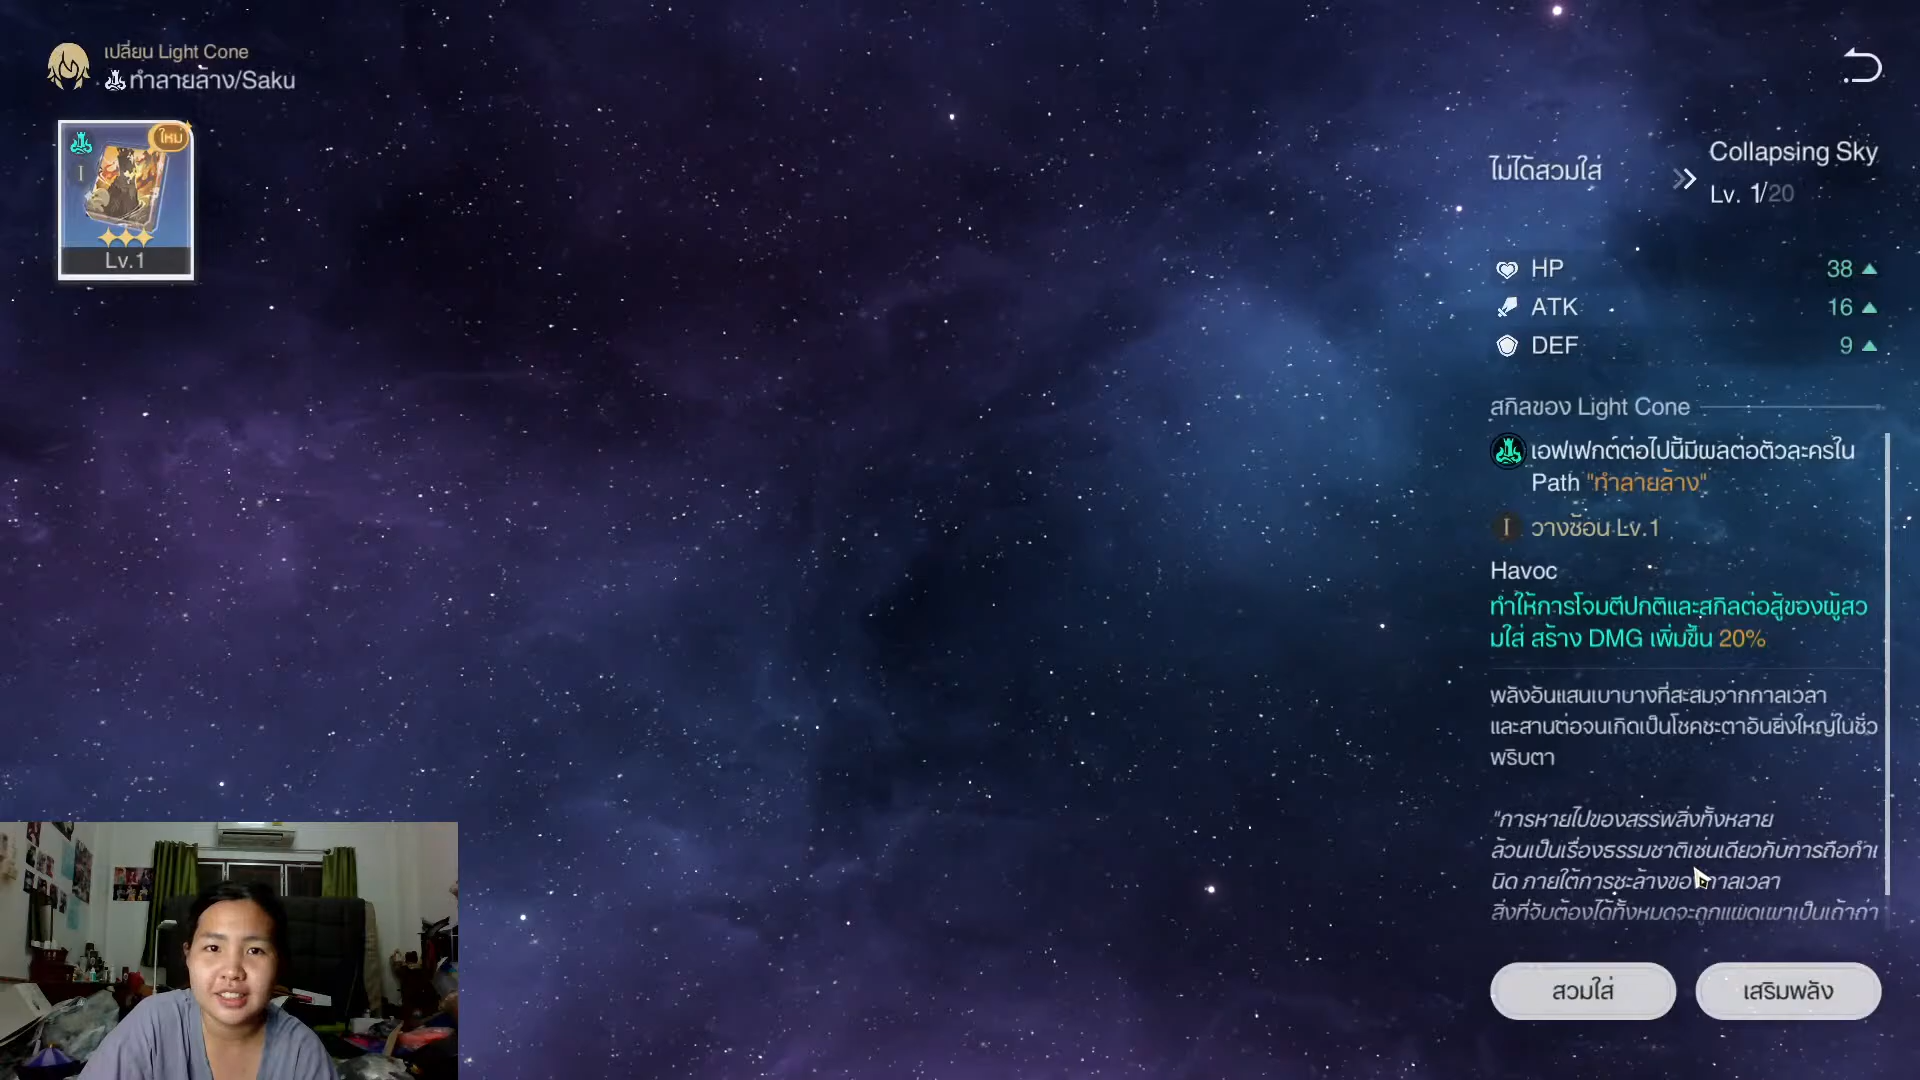 เปลี่ยน Light Cone
ทำลายล้าง/Saku
ใหม่
I
Lv.1
ไม่ได้สวมใส่
Collapsing Sky
Lv. 1/20
HP 38
ATK 16
DEF 9
สกิลของ Light Cone
เอฟเฟกต์ต่อไปนี้มีผลต่อตัวละครใน
Path "ทำลายล้าง"
I วางซ้อน Lv.1
Havoc
ทำให้การโจมตีปกติและสกิลต่อสู้ของผู้สว
มใส่ สร้าง DMG เพิ่มขึ้น 20%
พลังอันแสนเบาบางที่สะสมจากกาลเวลา
และสานต่อจนเกิดเป็นโชคชะตาอันยิ่งใหญ่ในชั่ว
พริบตา
"การหายไปของสรรพสิ่งทั้งหลาย
ล้วนเป็นเรื่องธรรมชาติเช่นเดียวกับการถือกำเ
นิด ภายใต้การชะล้างของกาลเวลา
สิ่งที่จับต้องได้ทั้งหมดจะถูกแผดเผาเป็นเถ้าถ่า
สวมใส่
เสริมพลัง